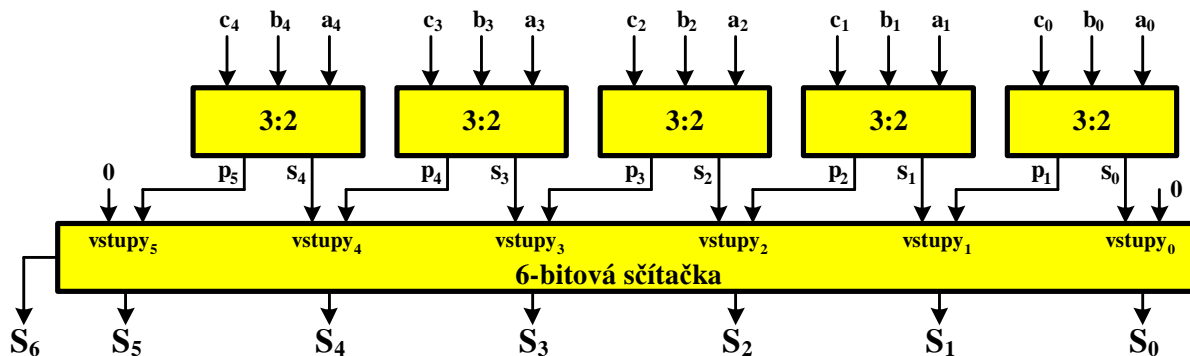 c₄ b₄ a₄ c₃ b₃ a₃ c₂ b₂ a₂ c₁ b₁ a₁ c₀ b₀ a₀
3:2 3:2 3:2 3:2 3:2
0 p₅ s₄ p₄ s₃ p₃ s₂ p₂ s₁ p₁ s₀ 0
vstupy₅ vstupy₄ vstupy₃ vstupy₂ vstupy₁ vstupy₀
6-bitová sčítačka
S₆ S₅ S₄ S₃ S₂ S₁ S₀